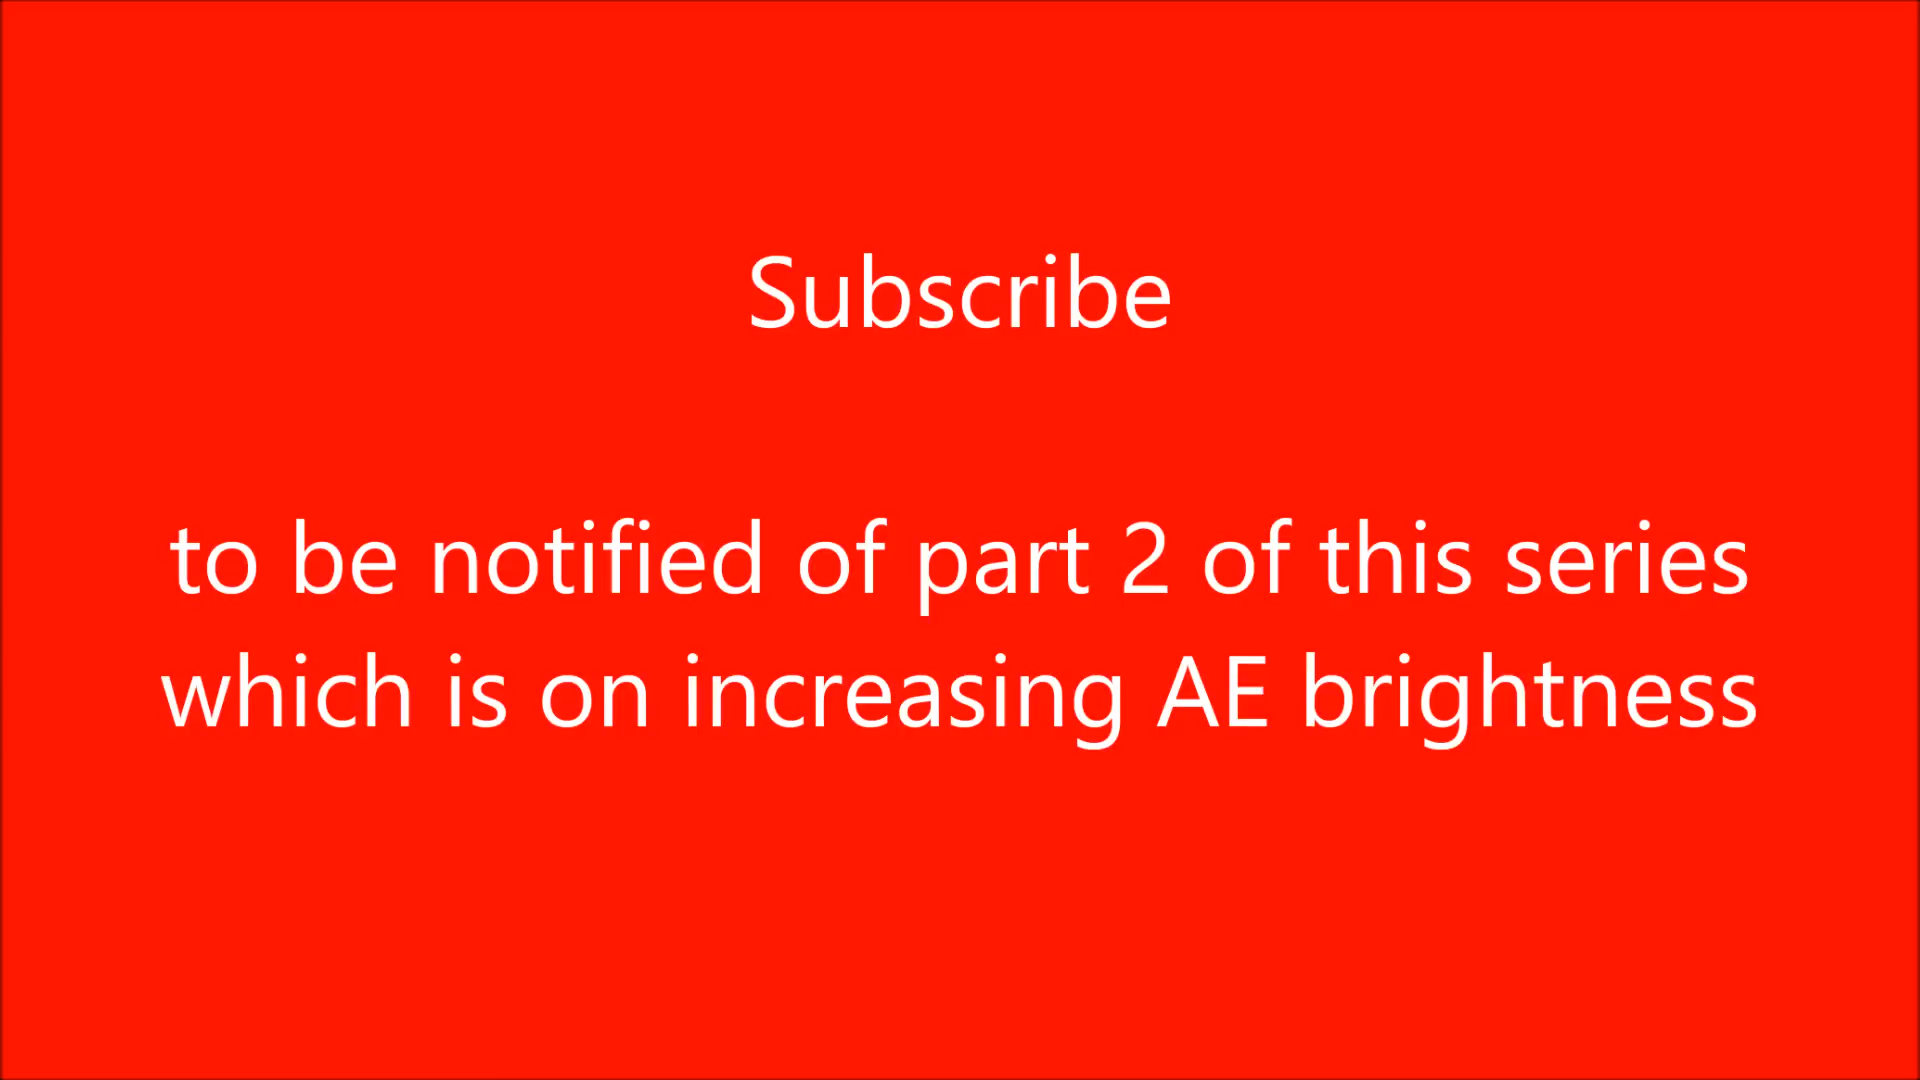 Subscribe
to be notified of part 2 of this series
which is on increasing AE brightness